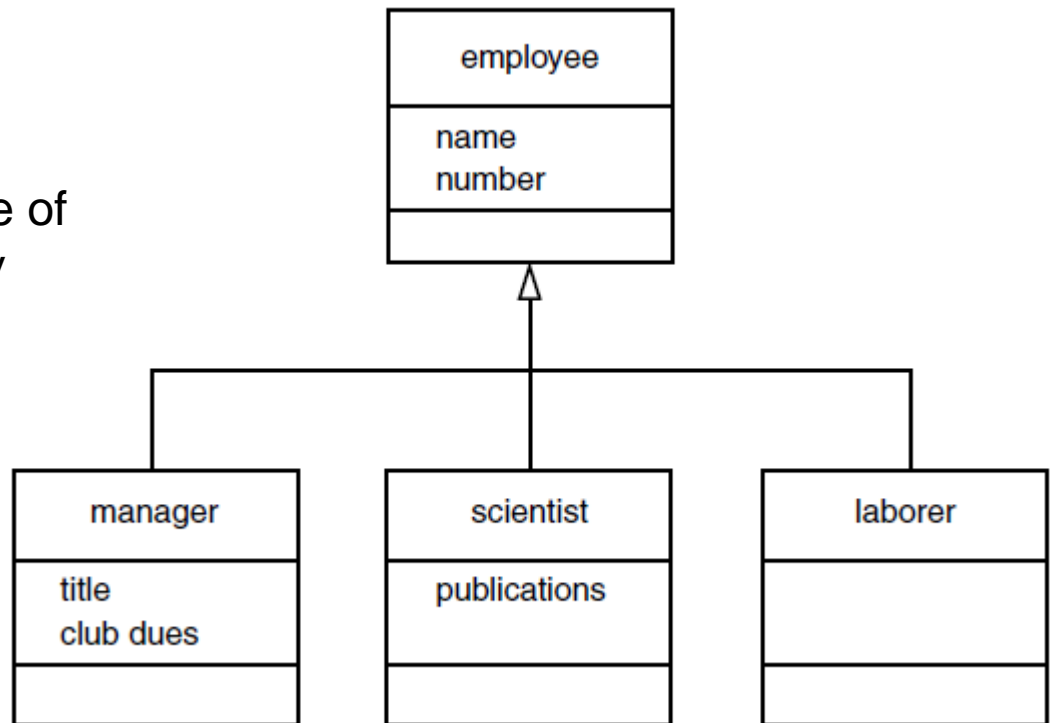 employee
name
number
e of
y
manager
title
club dues
scientist
publications
laborer